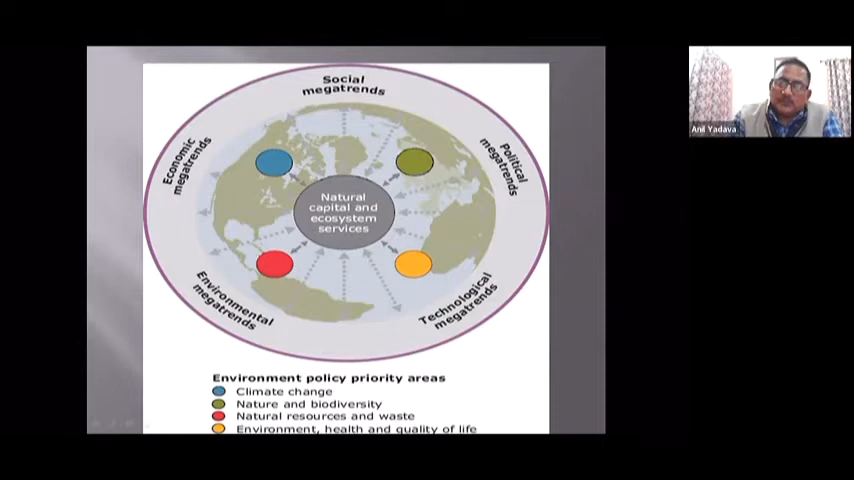 Social
megatrends
Economic
megatrends
Political
megatrends
Natural
capital and
ecosystem
services
Environmental
megatrends
Technological
megatrends
Environment policy priority areas
Climate change
Nature and biodiversity
Natural resources and waste
Environment, health and quality of life
Anil Yadava